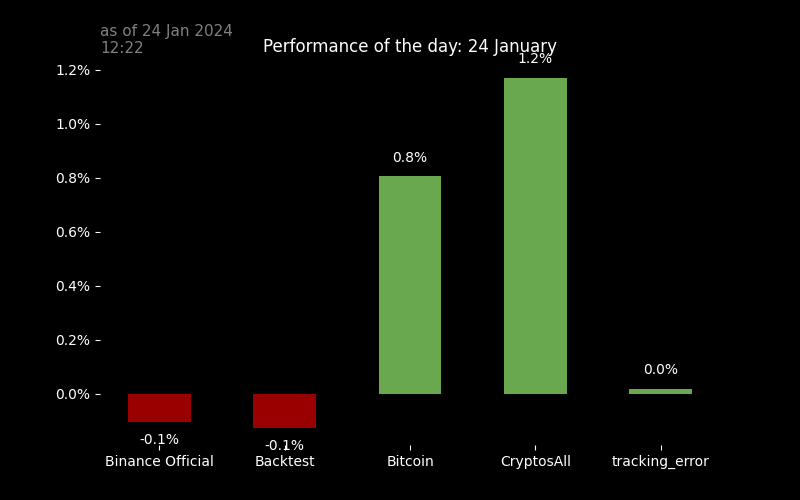 as of 24 Jan 2024
12:22
Performance of the day: 24 January
1.2%
1.2%
1.0%
0.8%
0.8%
0.6%
0.4%
0.2%
0.0%
0.0%
-0.1%
-0.1%
Binance Official
Backtest
Bitcoin
CryptosAll
tracking_error